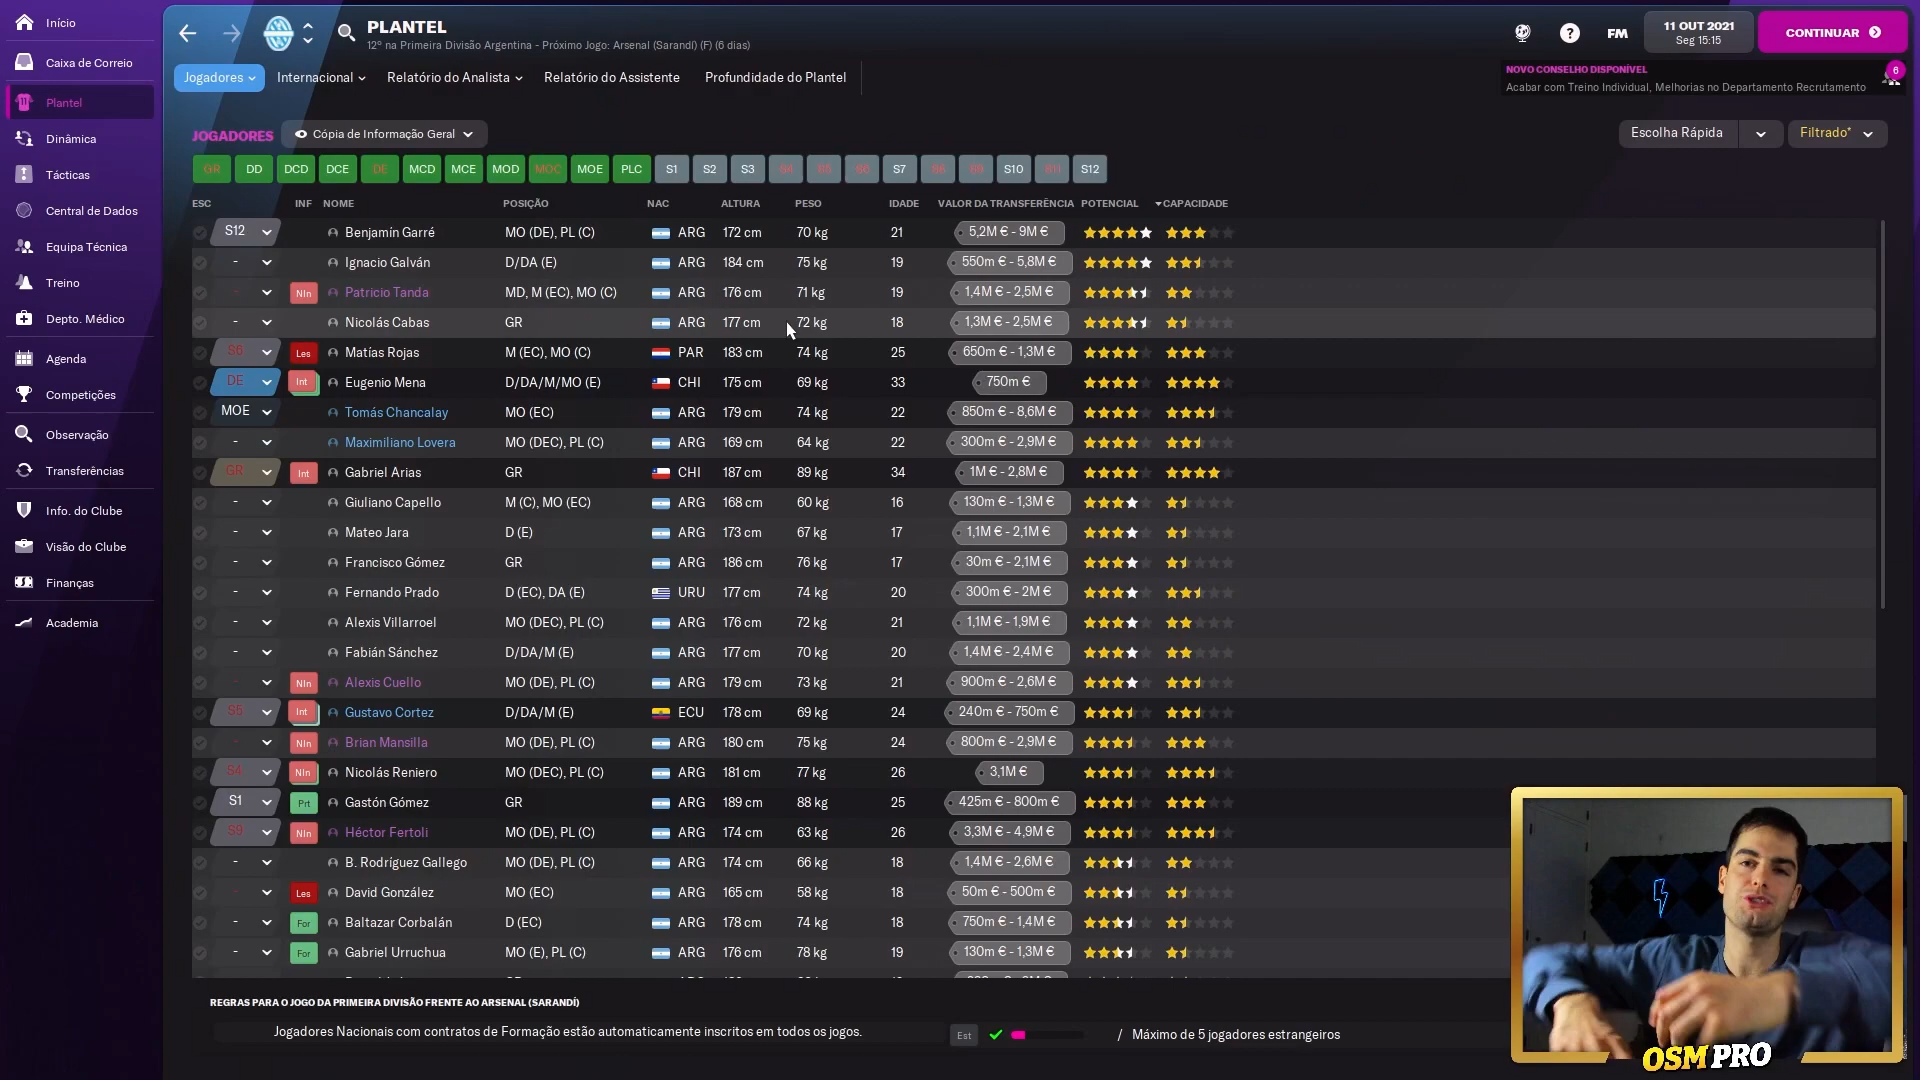 Início
Caixa de Correio
Plantel
Dinâmica
Tácticas
Central de Dados
Equipa Técnica
Treino
Depto. Médico
Agenda
Competições
Observação
Transferências
Info. do Clube
Visão do Clube
Finanças
Academia
PLANTEL
12º na Primeira Divisão Argentina - Próximo Jogo: Arsenal (Sarandí) (F) (6 dias)
? FM
11 OUT 2021
Seg 15:15
CONTINUAR
Jogadores Internacional Relatório do Analista Relatório do Assistente Profundidade do Plantel
NOVO CONSELHO DISPONÍVEL
Acabar com Treino Individual, Melhorias no Departamento Recrutamento
6
JOGADORES Cópia de Informação Geral
Escolha Rápida Filtrado*
GR DD DCD DCE DE MCD MCE MOD MOC MOE PLC S1 S2 S3 S4 S5 S6 S7 S8 S9 S10 S11 S12
ESC INF NOME POSIÇÃO NAC ALTURA PESO IDADE VALOR DA TRANSFERÊNCIA POTENCIAL CAPACIDADE
S12 Benjamín Garré MO (DE), PL (C) ARG 172 cm 70 kg 21 5,2M € - 9M €
- Ignacio Galván D/DA (E) ARG 184 cm 75 kg 19 550m € - 5,8M €
- NIn Patricio Tanda MD, M (EC), MO (C) ARG 176 cm 71 kg 19 1,4M € - 2,5M €
- Nicolás Cabas GR ARG 177 cm 72 kg 18 1,3M € - 2,5M €
S6 Les Matías Rojas M (EC), MO (C) PAR 183 cm 74 kg 25 650m € - 1,3M €
DE Int Eugenio Mena D/DA/M/MO (E) CHI 175 cm 69 kg 33 750m €
MOE Tomás Chancalay MO (EC) ARG 179 cm 74 kg 22 850m € - 8,6M €
- Maximiliano Lovera MO (DEC), PL (C) ARG 169 cm 64 kg 22 300m € - 2,9M €
GR Int Gabriel Arias GR CHI 187 cm 89 kg 34 1M € - 2,8M €
- Giuliano Capello M (C), MO (EC) ARG 168 cm 60 kg 16 130m € - 1,3M €
- Mateo Jara D (E) ARG 173 cm 67 kg 17 1,1M € - 2,1M €
- Francisco Gómez GR ARG 186 cm 76 kg 17 30m € - 2,1M €
- Fernando Prado D (EC), DA (E) URU 177 cm 74 kg 20 300m € - 2M €
- Alexis Villarroel MO (DEC), PL (C) ARG 176 cm 72 kg 21 1,1M € - 1,9M €
- Fabián Sánchez D/DA/M (E) ARG 177 cm 70 kg 20 1,4M € - 2,4M €
- NIn Alexis Cuello MO (DE), PL (C) ARG 179 cm 73 kg 21 900m € - 2,6M €
S5 Int Gustavo Cortez D/DA/M (E) ECU 178 cm 69 kg 24 240m € - 750m €
- NIn Brian Mansilla MO (DE), PL (C) ARG 180 cm 75 kg 24 800m € - 2,9M €
S4 NIn Nicolás Reniero MO (DEC), PL (C) ARG 181 cm 77 kg 26 3,1M €
S1 Prt Gastón Gómez GR ARG 189 cm 88 kg 25 425m € - 800m €
S9 NIn Héctor Fertoli MO (DE), PL (C) ARG 174 cm 63 kg 26 3,3M € - 4,9M €
- B. Rodríguez Gallego MO (DE), PL (C) ARG 174 cm 66 kg 18 1,4M € - 2,6M €
- Les David González MO (EC) ARG 165 cm 58 kg 18 50m € - 500m €
- For Baltazar Corbalán D (EC) ARG 178 cm 74 kg 18 750m € - 1,4M €
- For Gabriel Urruchua MO (E), PL (C) ARG 176 cm 78 kg 19 130m € - 1,3M €
REGRAS PARA O JOGO DA PRIMEIRA DIVISÃO FRENTE AO ARSENAL (SARANDÍ)
Jogadores Nacionais com contratos de Formação estão automaticamente inscritos em todos os jogos.
Est / Máximo de 5 jogadores estrangeiros
OSM PRO